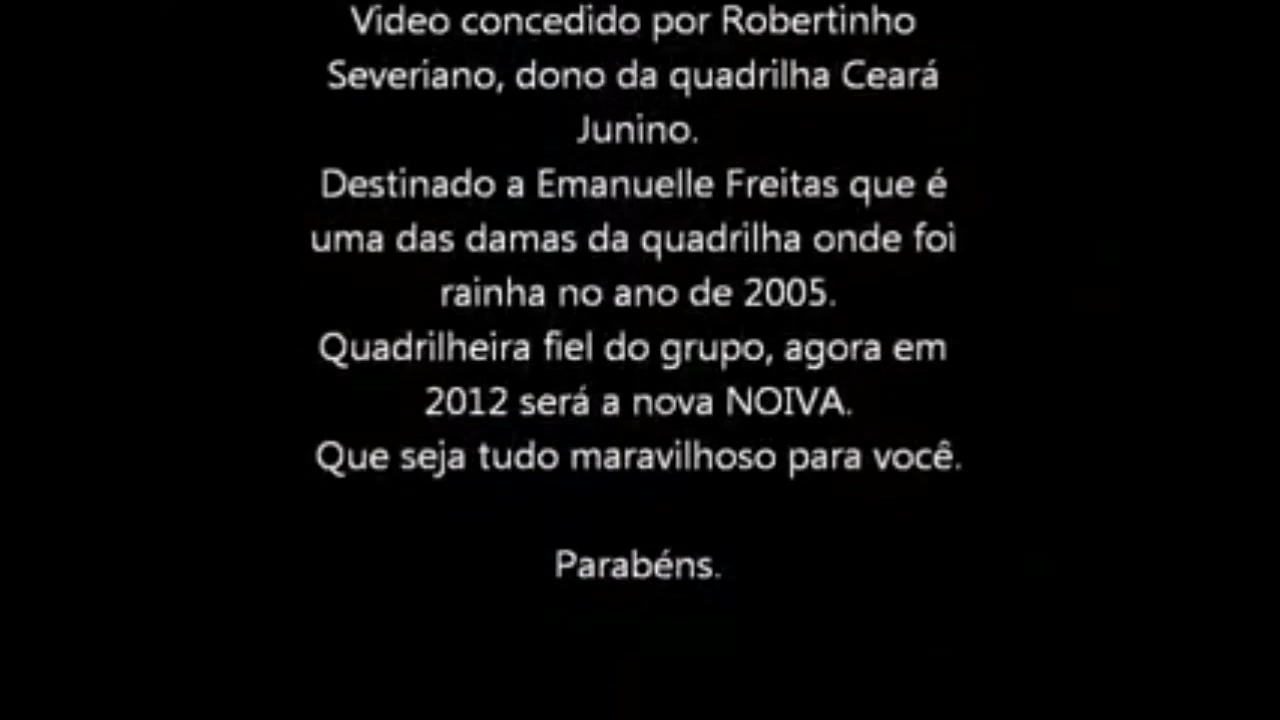 Video concedido por Robertinho
Severiano, dono da quadrilha Ceará
Junino.
Destinado a Emanuelle Freitas que é
uma das damas da quadrilha onde foi
rainha no ano de 2005.
Quadrilheira fiel do grupo, agora em
2012 será a nova NOIVA.
Que seja tudo maravilhoso para você.
Parabéns.